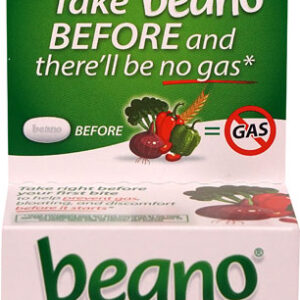 Take beano
BEFORE and
there'll be no gas*
beano BEFORE = GAS
Take right before
your first bite
to help prevent gas,
bloating, and discomfort
before it starts*
beano®